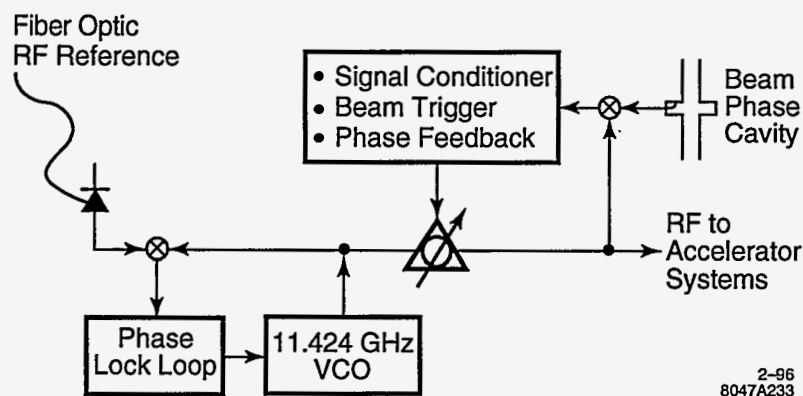 Fiber Optic
RF Reference
• Signal Conditioner
• Beam Trigger
• Phase Feedback
Beam
Phase
Cavity
RF to
Accelerator
Systems
Phase
Lock Loop
11.424 GHz
VCO
2–96
8047A233